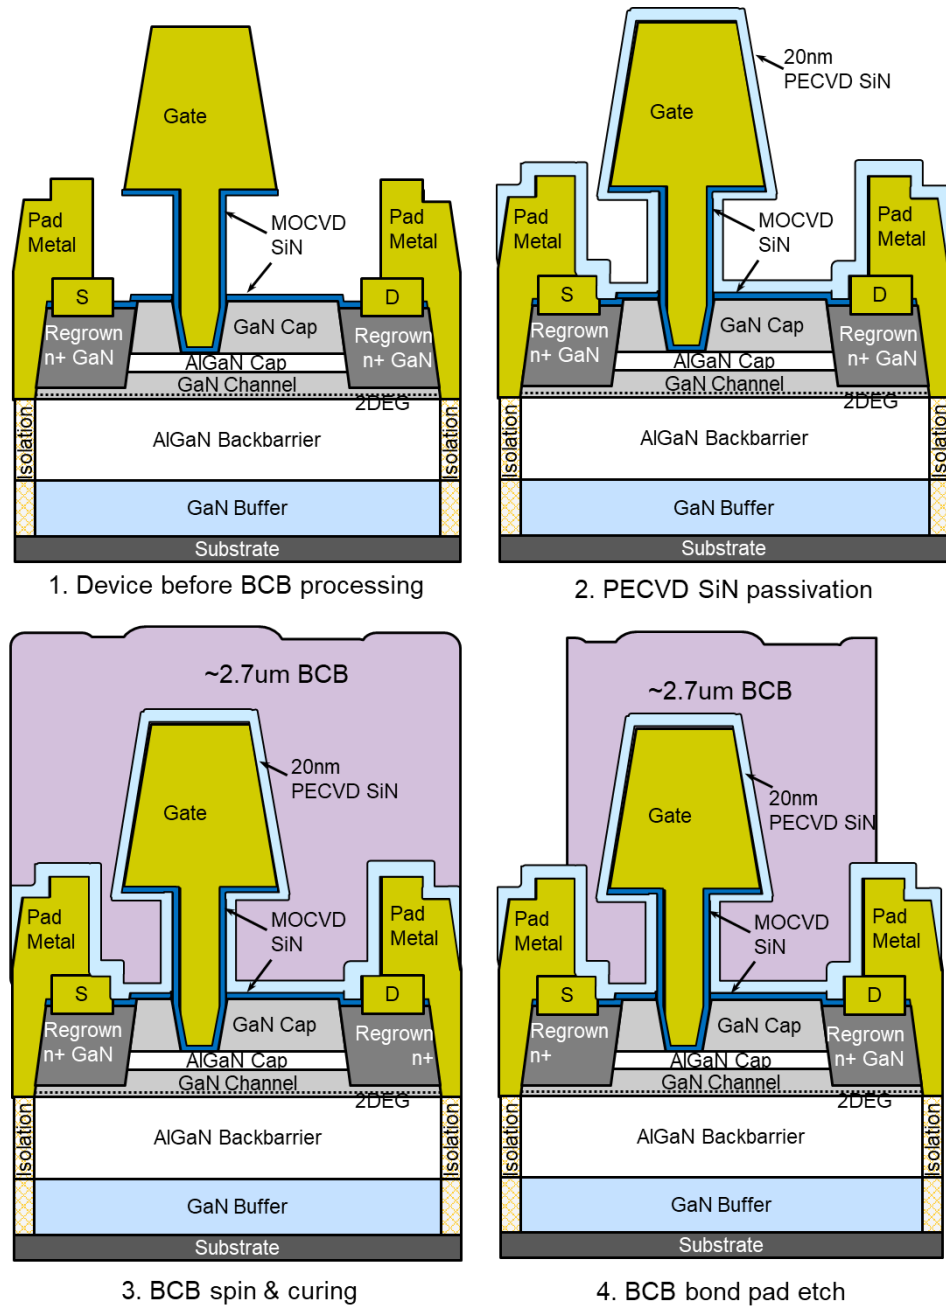 Gate
Pad
Metal
Pad
Metal
MOCVD
SiN
S
D
Regrown
n+ GaN
GaN Cap
Regrown
n+ GaN
AlGaN Cap
GaN Channel
2DEG
Isolation
AlGaN Backbarrier
Isolation
GaN Buffer
Substrate
1. Device before BCB processing
20nm
PECVD SiN
Gate
Pad
Metal
Pad
Metal
MOCVD
SiN
S
D
Regrown
n+ GaN
GaN Cap
Regrown
n+ GaN
AlGaN Cap
GaN Channel
2DEG
Isolation
AlGaN Backbarrier
Isolation
GaN Buffer
Substrate
2. PECVD SiN passivation
~2.7um BCB
20nm
PECVD SiN
Gate
Pad
Metal
Pad
Metal
MOCVD
SiN
S
D
Regrown
n+ GaN
GaN Cap
Regrown
n+
AlGaN Cap
GaN Channel
2DEG
Isolation
AlGaN Backbarrier
Isolation
GaN Buffer
Substrate
3. BCB spin & curing
~2.7um BCB
20nm
PECVD SiN
Gate
Pad
Metal
Pad
Metal
MOCVD
SiN
S
D
Regrown
n+
GaN Cap
Regrown
n+ GaN
AlGaN Cap
GaN Channel
2DEG
Isolation
AlGaN Backbarrier
Isolation
GaN Buffer
Substrate
4. BCB bond pad etch